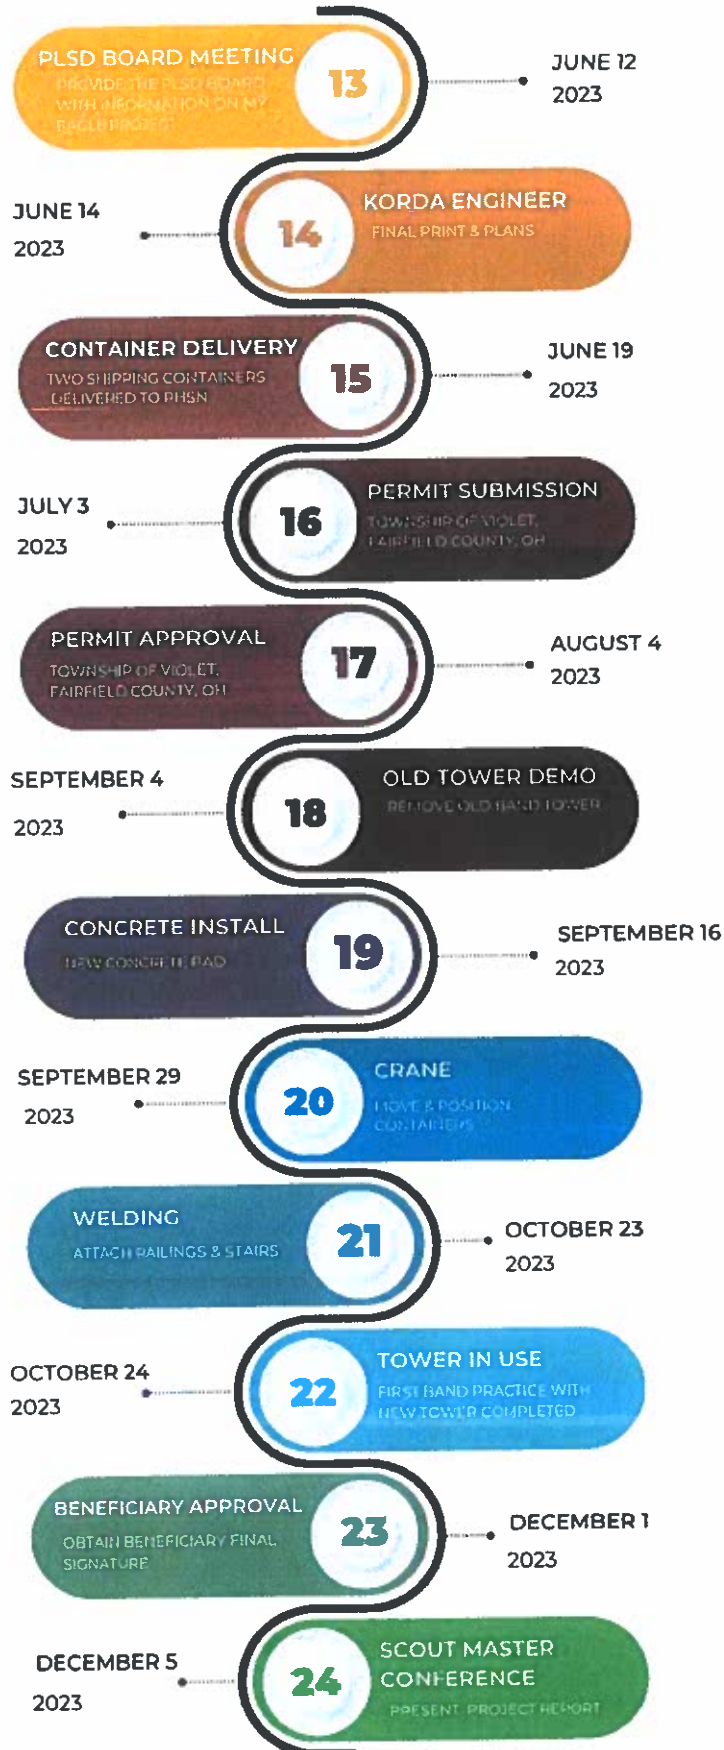 PLSD BOARD MEETING
PROVIDE THE PLSD BOARD
WITH INFORMATION ON MY
EAGLE PROJECT
13
JUNE 12
2023
JUNE 14
2023
14
KORDA ENGINEER
FINAL PRINT & PLANS
CONTAINER DELIVERY
TWO SHIPPING CONTAINERS
DELIVERED TO PHSN
15
JUNE 19
2023
JULY 3
2023
16
PERMIT SUBMISSION
TOWNSHIP OF VIOLET,
FAIRFIELD COUNTY, OH
PERMIT APPROVAL
TOWNSHIP OF VIOLET,
FAIRFIELD COUNTY, OH
17
AUGUST 4
2023
SEPTEMBER 4
2023
18
OLD TOWER DEMO
REMOVE OLD BAND TOWER
CONCRETE INSTALL
NEW CONCRETE PAD
19
SEPTEMBER 16
2023
SEPTEMBER 29
2023
20
CRANE
MOVE & POSITION
CONTAINERS
WELDING
ATTACH RAILINGS & STAIRS
21
OCTOBER 23
2023
OCTOBER 24
2023
22
TOWER IN USE
FIRST BAND PRACTICE WITH
NEW TOWER COMPLETED
BENEFICIARY APPROVAL
OBTAIN BENEFICIARY FINAL
SIGNATURE
23
DECEMBER 1
2023
DECEMBER 5
2023
24
SCOUT MASTER
CONFERENCE
PRESENT PROJECT REPORT